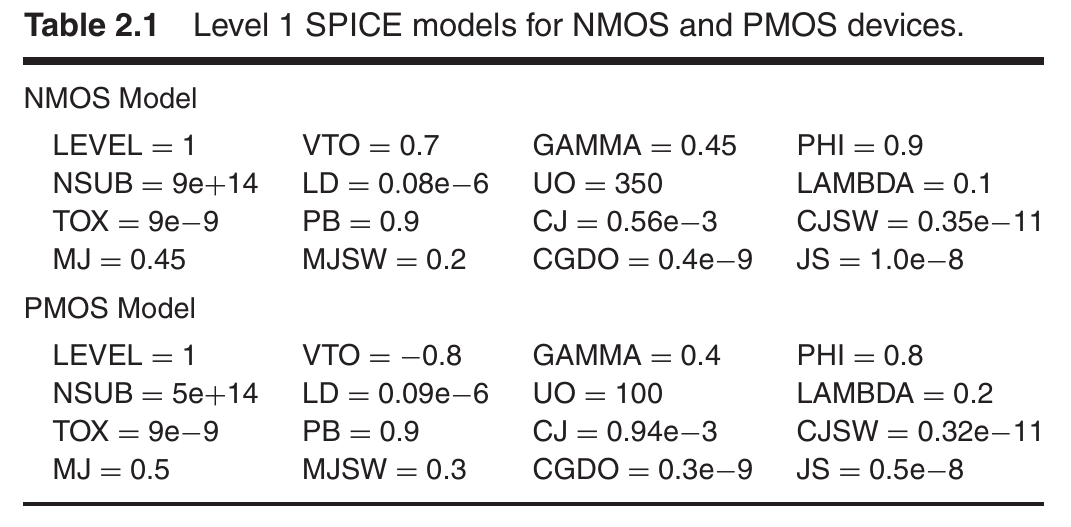 Table 2.1 Level 1 SPICE models for NMOS and PMOS devices.
NMOS Model
LEVEL = 1 VTO = 0.7 GAMMA = 0.45 PHI = 0.9
NSUB = 9e+14 LD = 0.08e−6 UO = 350 LAMBDA = 0.1
TOX = 9e−9 PB = 0.9 CJ = 0.56e−3 CJSW = 0.35e−11
MJ = 0.45 MJSW = 0.2 CGDO = 0.4e−9 JS = 1.0e−8
PMOS Model
LEVEL = 1 VTO = −0.8 GAMMA = 0.4 PHI = 0.8
NSUB = 5e+14 LD = 0.09e−6 UO = 100 LAMBDA = 0.2
TOX = 9e−9 PB = 0.9 CJ = 0.94e−3 CJSW = 0.32e−11
MJ = 0.5 MJSW = 0.3 CGDO = 0.3e−9 JS = 0.5e−8